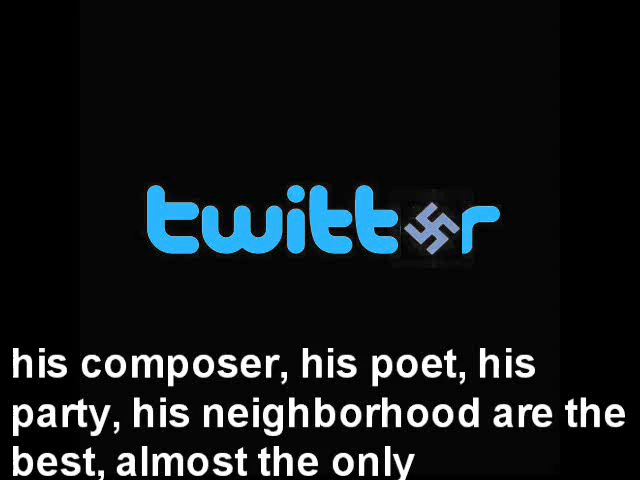 twitt卐r
his composer, his poet, his
party, his neighborhood are the
best, almost the only